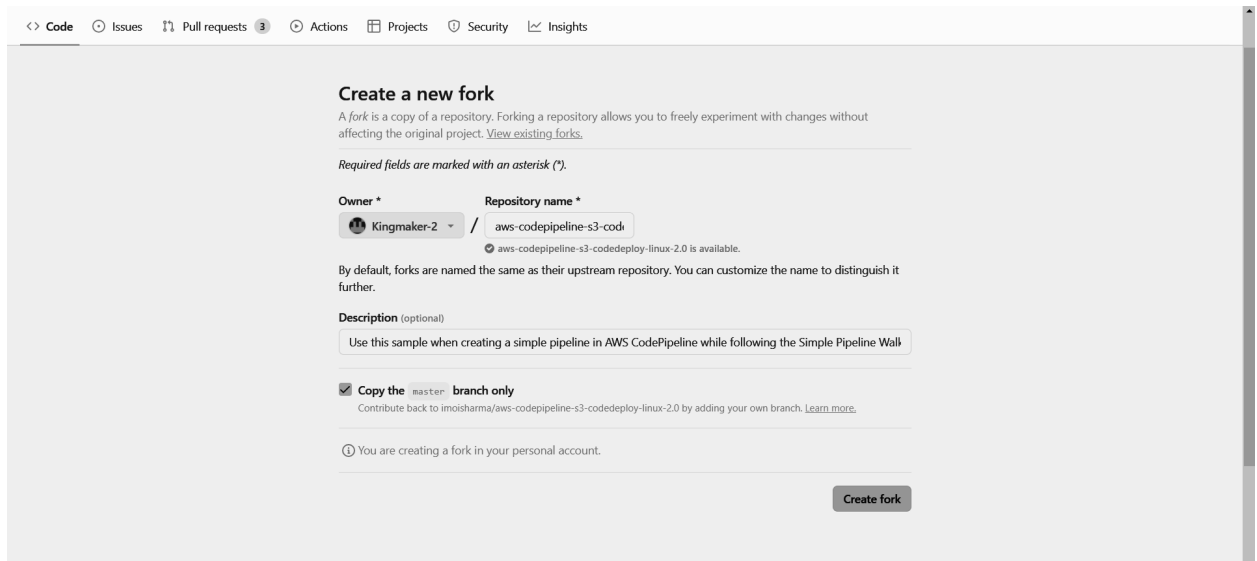 <> Code Issues Pull requests 3 Actions Projects Security Insights
Create a new fork
A fork is a copy of a repository. Forking a repository allows you to freely experiment with changes without
affecting the original project. View existing forks.
Required fields are marked with an asterisk (*).
Owner * Repository name *
Kingmaker-2 / aws-codepipeline-s3-code
aws-codepipeline-s3-codedeploy-linux-2.0 is available.
By default, forks are named the same as their upstream repository. You can customize the name to distinguish it
further.
Description (optional)
Use this sample when creating a simple pipeline in AWS CodePipeline while following the Simple Pipeline Walk
Copy the master branch only
Contribute back to imoisharma/aws-codepipeline-s3-codedeploy-linux-2.0 by adding your own branch. Learn more.
You are creating a fork in your personal account.
Create fork